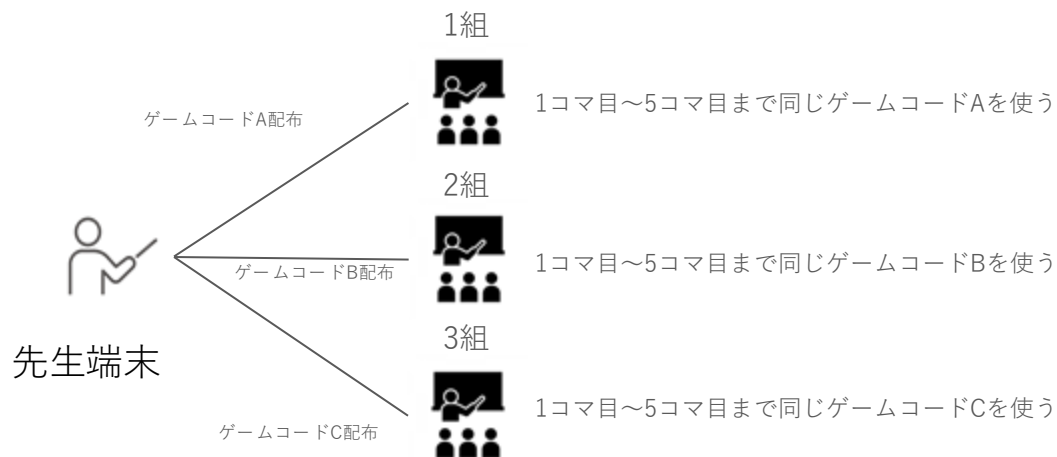 1組
ゲームコードA配布
1コマ目～5コマ目まで同じゲームコードAを使う
2組
ゲームコードB配布
1コマ目～5コマ目まで同じゲームコードBを使う
先生端末
3組
ゲームコードC配布
1コマ目～5コマ目まで同じゲームコードCを使う